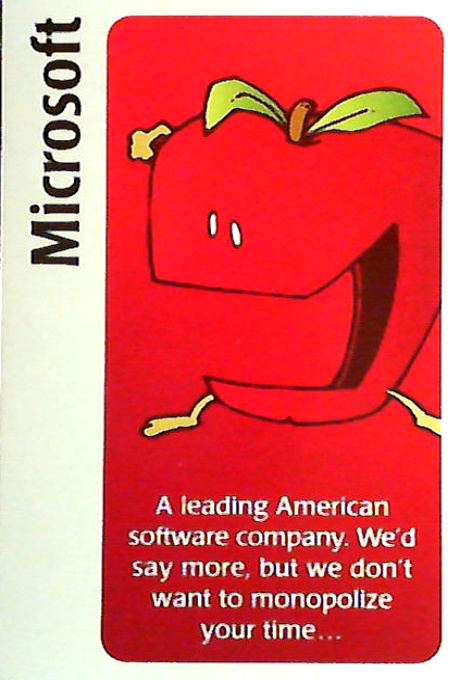 Microsoft
A leading American
software company. We'd
say more, but we don't
want to monopolize
your time...